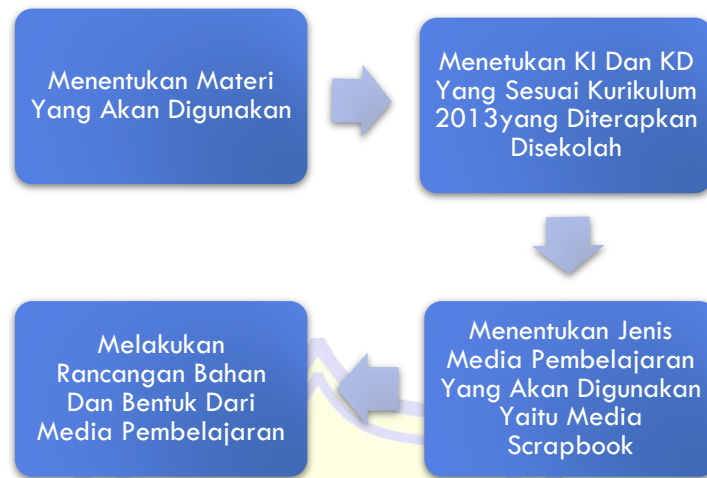 Menentukan Materi
Yang Akan Digunakan
Menetukan KI Dan KD
Yang Sesuai Kurikulum
2013yang Diterapkan
Disekolah
Menentukan Jenis
Media Pembelajaran
Yang Akan Digunakan
Yaitu Media
Scrapbook
Melakukan
Rancangan Bahan
Dan Bentuk Dari
Media Pembelajaran